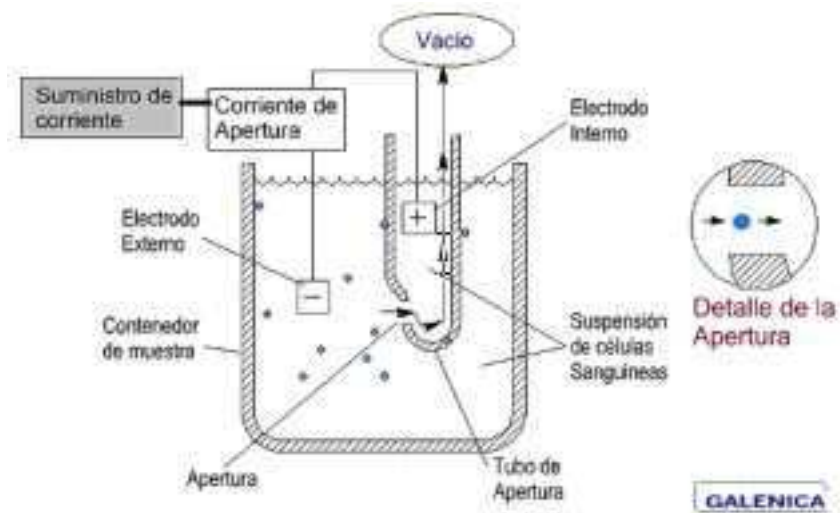 Vacio
Suministro de
corriente
Corriente de
Apertura
Electrodo
Interno
Electrodo
Externo
+
−
Contenedor
de muestra
Suspensión
de células
Sanguineas
Detalle de la
Apertura
Apertura
Tubo de
Apertura
GALENICA